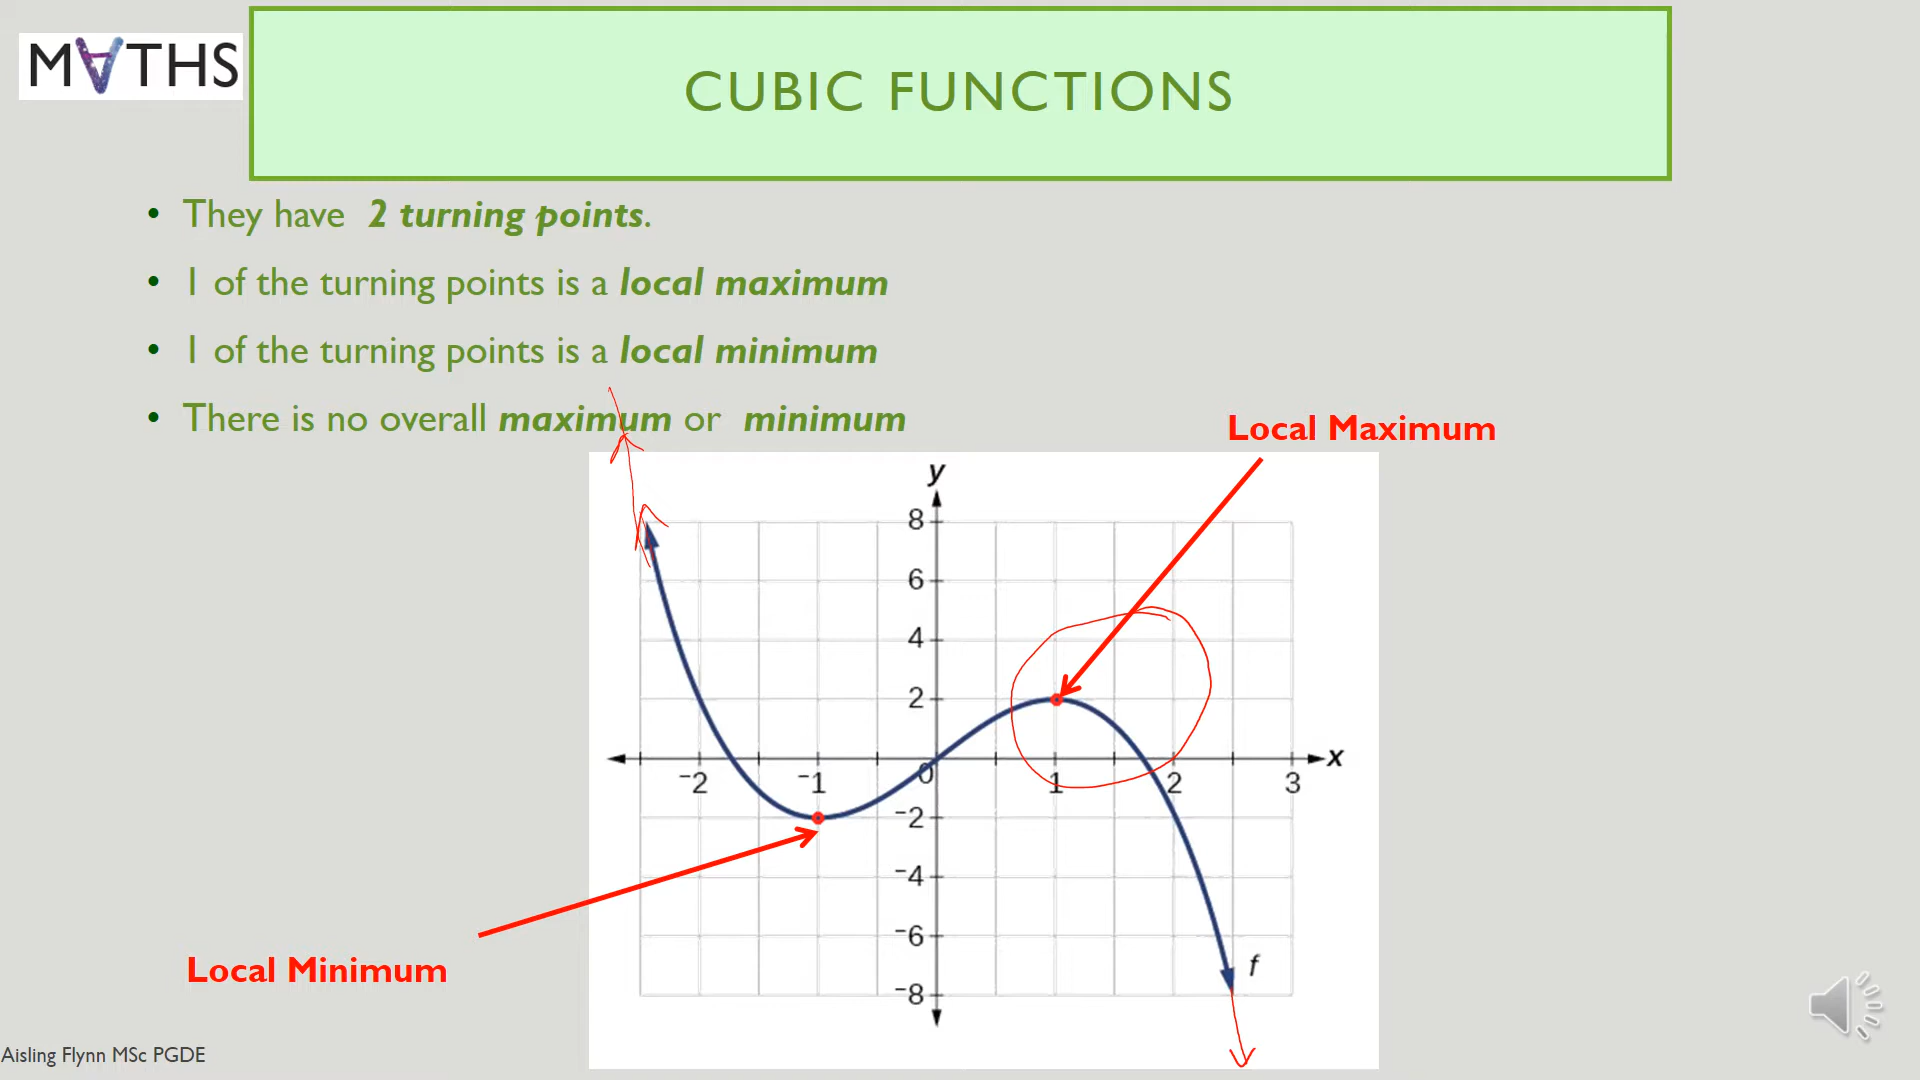 M∀THS
CUBIC FUNCTIONS
• They have 2 turning points.
• 1 of the turning points is a local maximum
• 1 of the turning points is a local minimum
• There is no overall maximum or minimum
Local Maximum
y
8
6
4
2
-2 -1 0 1 2 3 x
-2
-4
-6
f
-8
Local Minimum
Aisling Flynn MSc PGDE